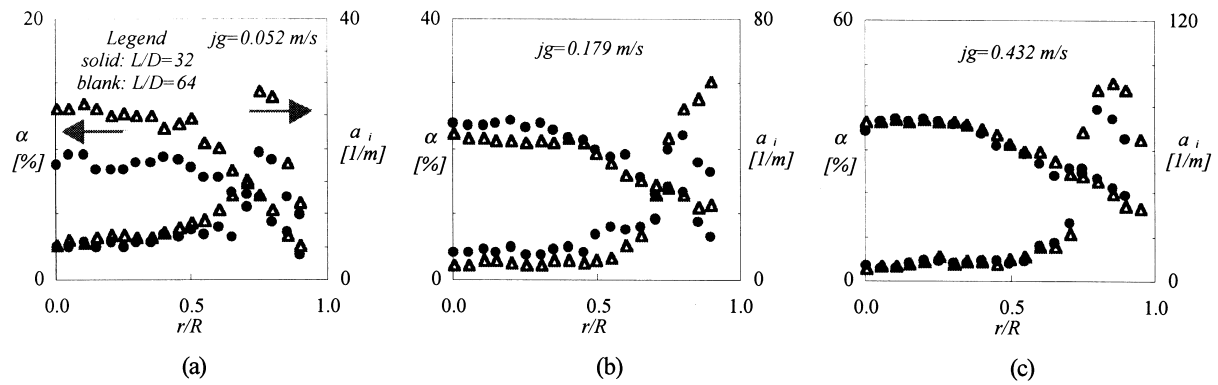 20
40
40
80
60
120
Legend
solid: L/D=32
blank: L/D=64
jg=0.052 m/s
jg=0.179 m/s
jg=0.432 m/s
α
[%]
a i
[1/m]
α
[%]
a i
[1/m]
α
[%]
a i
[1/m]
0
0
0
0
0
0
0.0
0.5
1.0
0.0
0.5
1.0
0.0
0.5
1.0
r/R
r/R
r/R
(a)
(b)
(c)